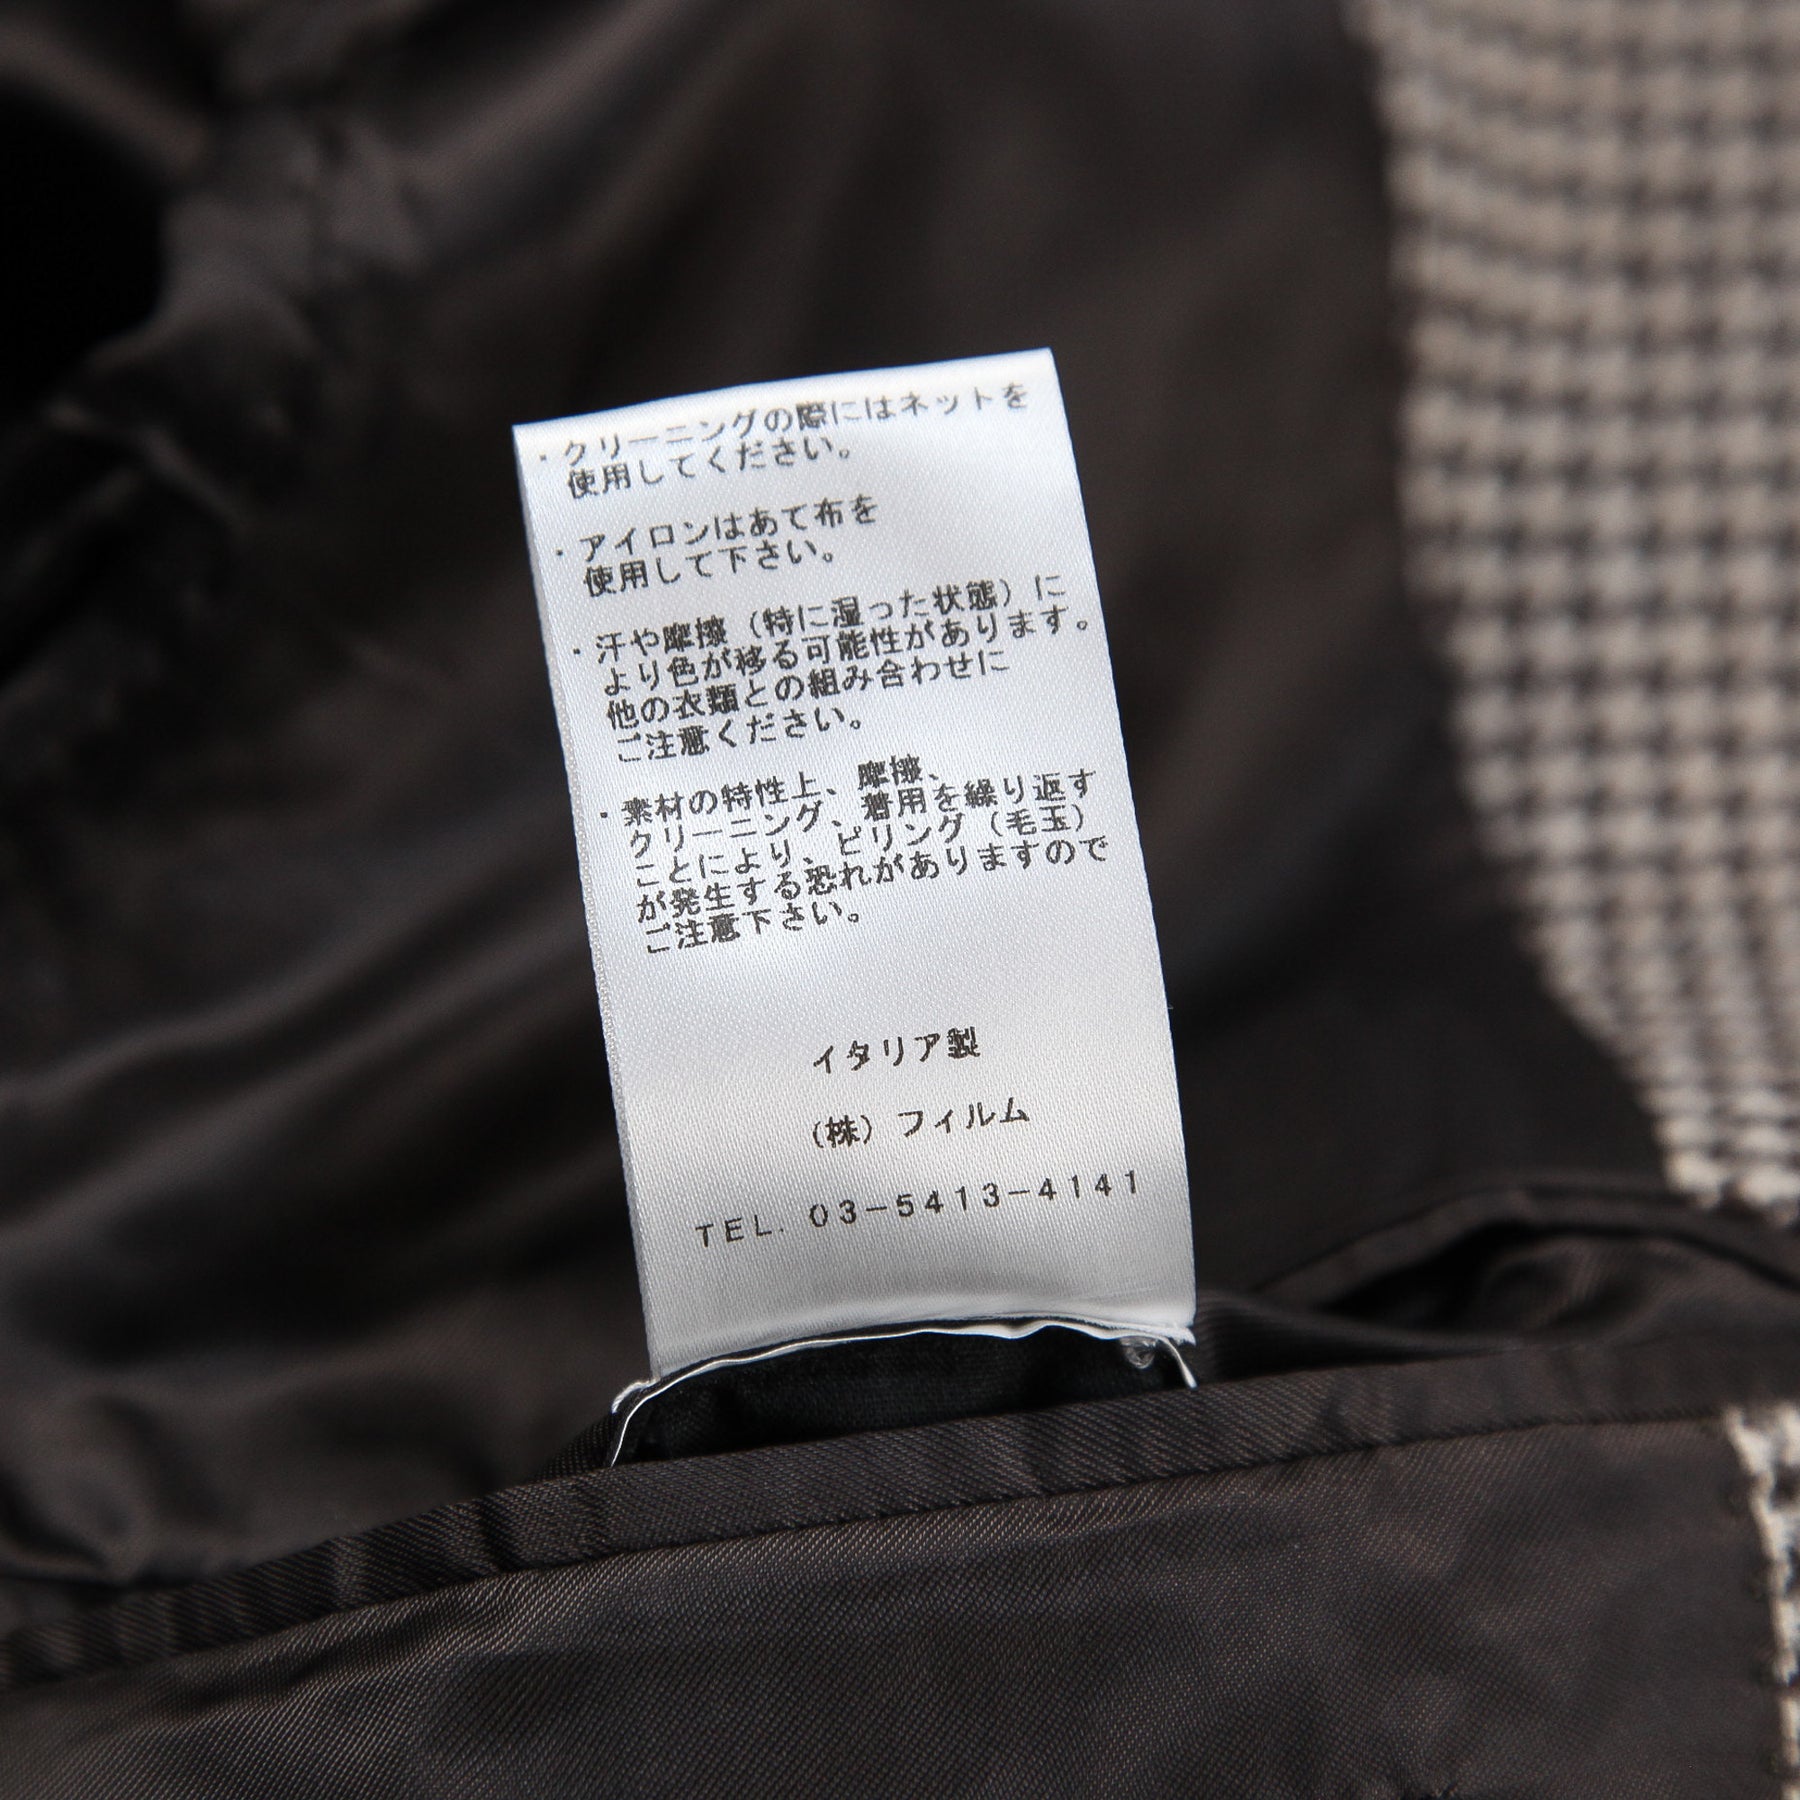 ・クリーニングの際にはネットを
使用してください。
・アイロンはあて布を
使用して下さい。
・汗や摩擦（特に湿った状態）に
より色が移る可能性があります。
他の衣類との組み合わせに
ご注意ください。
・素材の特性上、摩擦、
クリーニング、着用を繰り返す
ことにより、ピリング（毛玉）
が発生する恐れがありますので
ご注意下さい。
イタリア製
（株）フィルム
TEL. 03-5413-4141